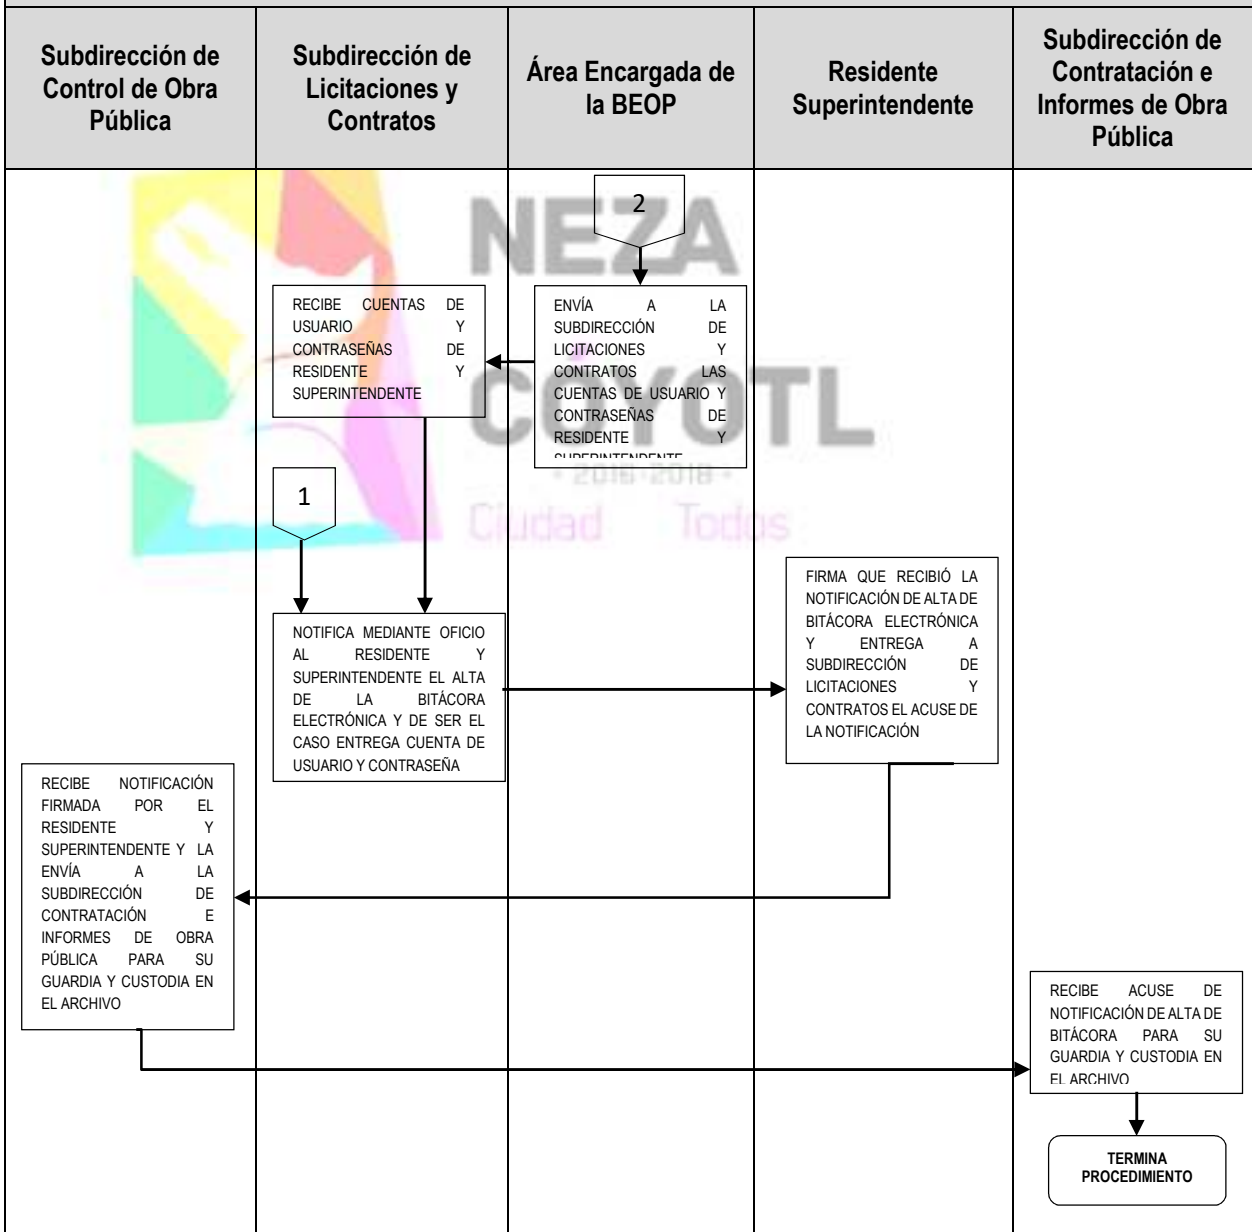 Subdirección de
Control de Obra
Pública
Subdirección de
Licitaciones y
Contratos
Área Encargada de
la BEOP
Residente
Superintendente
Subdirección de
Contratación e
Informes de Obra
Pública
NEZA
CÓYOTL
- 2016-2018 -
Ciudad Todos
2
RECIBE CUENTAS DE
USUARIO Y
CONTRASEÑAS DE
RESIDENTE Y
SUPERINTENDENTE
ENVÍA A LA
SUBDIRECCIÓN DE
LICITACIONES Y
CONTRATOS LAS
CUENTAS DE USUARIO Y
CONTRASEÑAS DE
RESIDENTE Y
SUPERINTENDENTE
1
NOTIFICA MEDIANTE OFICIO
AL RESIDENTE Y
SUPERINTENDENTE EL ALTA
DE LA BITÁCORA
ELECTRÓNICA Y DE SER EL
CASO ENTREGA CUENTA DE
USUARIO Y CONTRASEÑA
FIRMA QUE RECIBIÓ LA
NOTIFICACIÓN DE ALTA DE
BITÁCORA ELECTRÓNICA
Y ENTREGA A
SUBDIRECCIÓN DE
LICITACIONES Y
CONTRATOS EL ACUSE DE
LA NOTIFICACIÓN
RECIBE NOTIFICACIÓN
FIRMADA POR EL
RESIDENTE Y
SUPERINTENDENTE Y LA
ENVÍA A LA
SUBDIRECCIÓN DE
CONTRATACIÓN E
INFORMES DE OBRA
PÚBLICA PARA SU
GUARDIA Y CUSTODIA EN
EL ARCHIVO
RECIBE ACUSE DE
NOTIFICACIÓN DE ALTA DE
BITÁCORA PARA SU
GUARDIA Y CUSTODIA EN
EL ARCHIVO
TERMINA
PROCEDIMIENTO